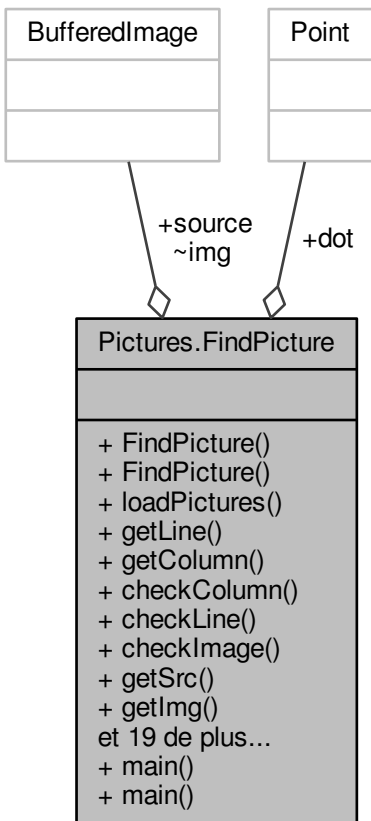 BufferedImage
Point
+source
~img
+dot
Pictures.FindPicture
+ FindPicture()
+ FindPicture()
+ loadPictures()
+ getLine()
+ getColumn()
+ checkColumn()
+ checkLine()
+ checkImage()
+ getSrc()
+ getImg()
et 19 de plus...
+ main()
+ main()